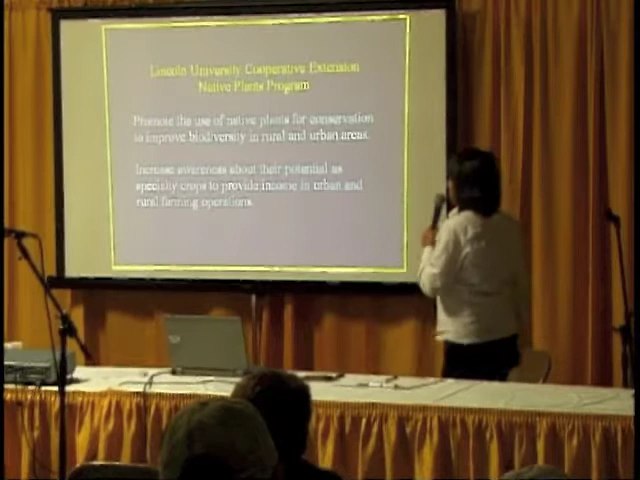 Lincoln University Cooperative Extension
Native Plants Program
Promote the use of native plants for conservation
to improve biodiversity in rural and urban areas.
Increase awareness about their potential as
specialty crops to provide income in urban and
rural farming operations.